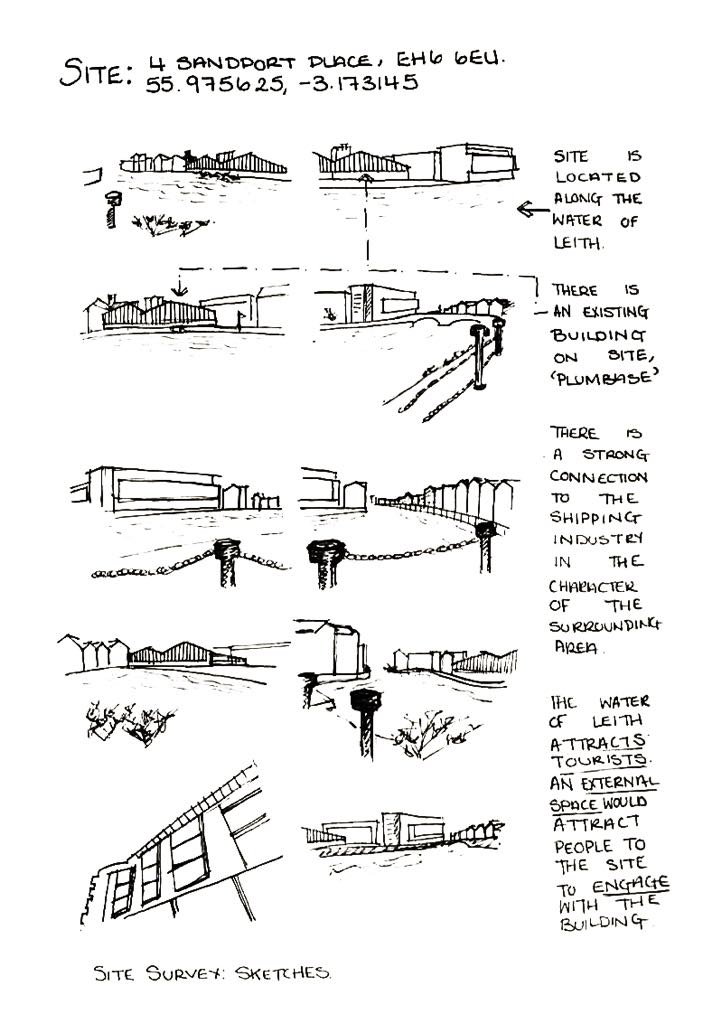 SITE: 4 SANDPORT PLACE, EH6 6EU.
55.975625, -3.173145
SITE IS
LOCATED
ALONG THE
WATER OF
LEITH.
THERE IS
AN EXISTING
BUILDING
ON SITE,
'PLUMBASE'
THERE IS
A STRONG
CONNECTION
TO THE
SHIPPING
INDUSTRY
IN THE
CHARACTER
OF THE
SURROUNDING
AREA.
THE WATER
OF LEITH
ATTRACTS
TOURISTS.
AN EXTERNAL
SPACE WOULD
ATTRACT
PEOPLE TO
THE SITE
TO ENGAGE
WITH THE
BUILDING
SITE SURVEY: SKETCHES.